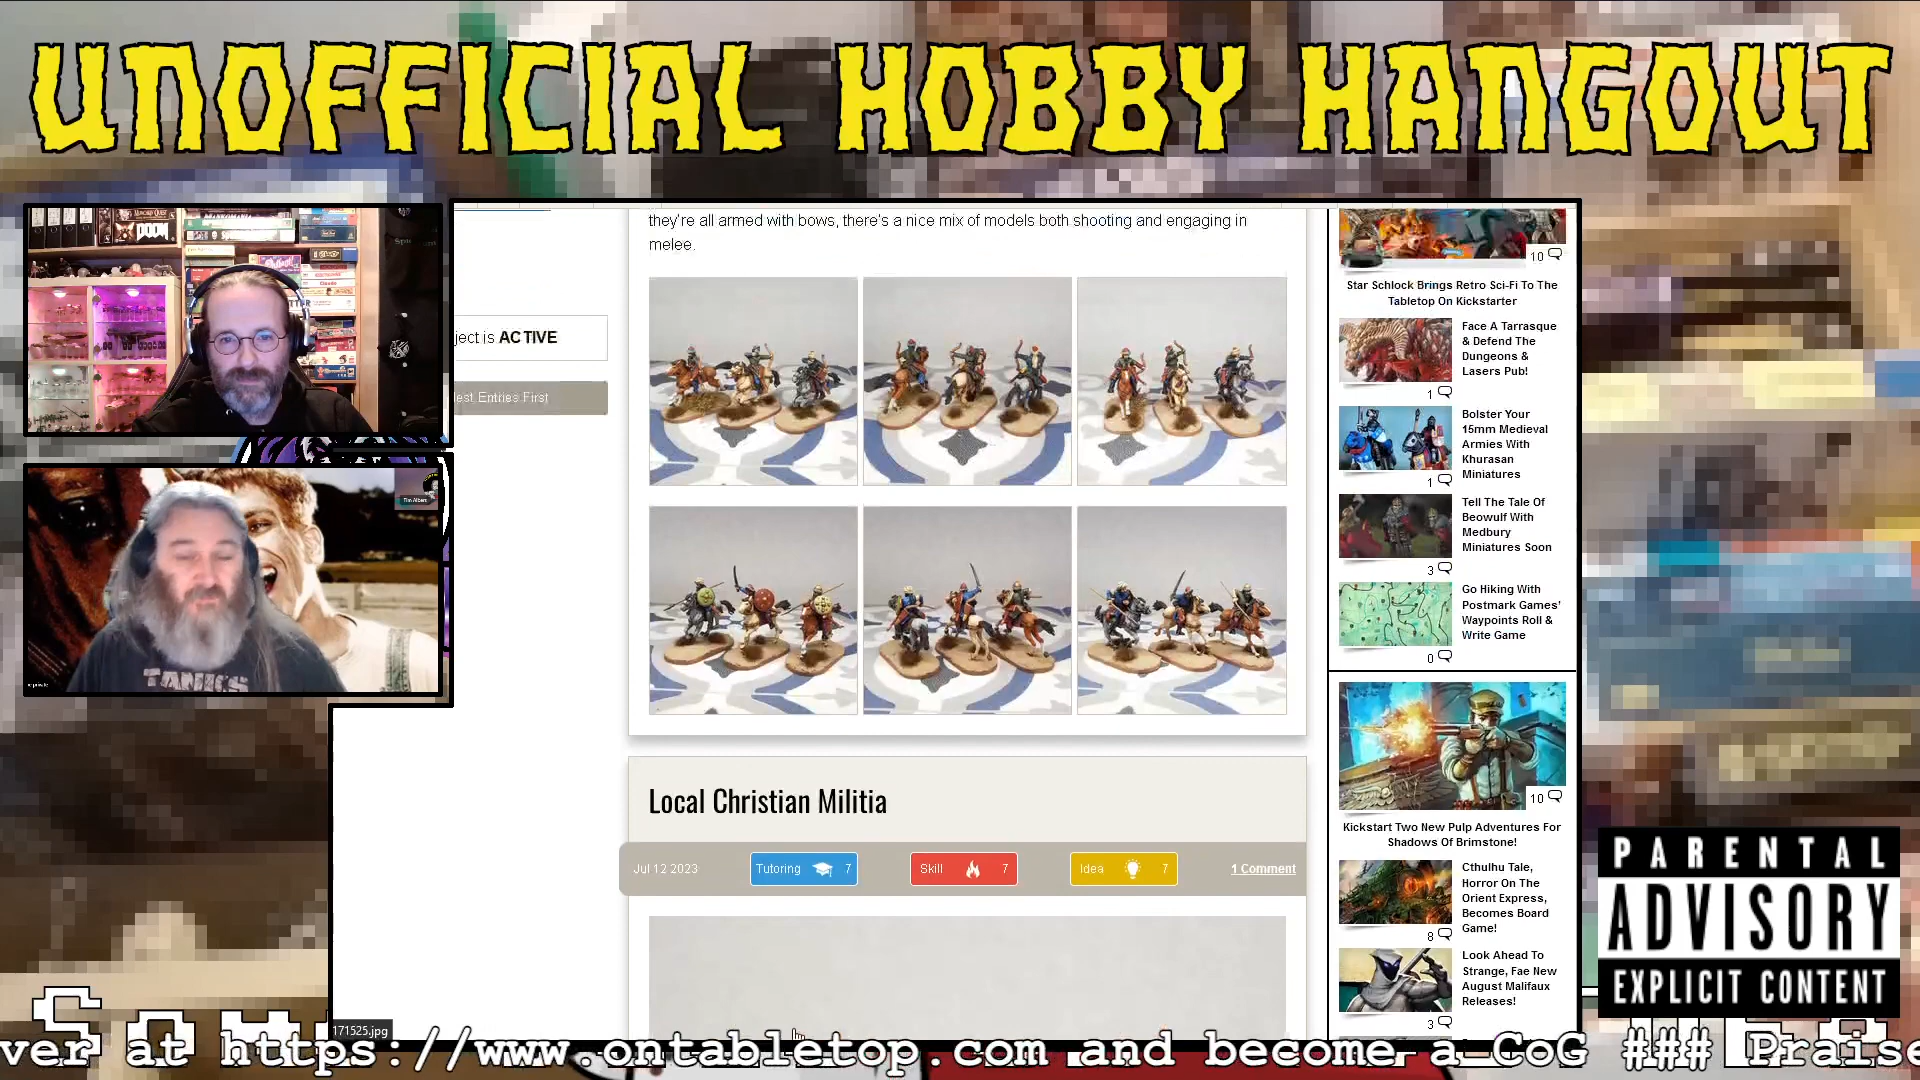 UNOFFICIAL HOBBY HANGOUT
MUNCHKIN QUEST
DOOM
they're all armed with bows, there's a nice mix of models both shooting and engaging in
melee.
ject is ACTIVE
est Entries First
Tim Albers
TANKS
Local Christian Militia
Jul 12 2023
Tutoring 7
Skill 7
Idea 7
1 Comment
10
Star Schlock Brings Retro Sci-Fi To The
Tabletop On Kickstarter
Face A Tarrasque
& Defend The
Dungeons &
Lasers Pub!
1
Bolster Your
15mm Medieval
Armies With
Khurasan
Miniatures
1
Tell The Tale Of
Beowulf With
Medbury
Miniatures Soon
3
Go Hiking With
Postmark Games'
Waypoints Roll &
Write Game
0
10
Kickstart Two New Pulp Adventures For
Shadows Of Brimstone!
Cthulhu Tale,
Horror On The
Orient Express,
Becomes Board
Game!
8
Look Ahead To
Strange, Fae New
August Malifaux
Releases!
3
PARENTAL
ADVISORY
EXPLICIT CONTENT
171525.jpg
ver at https://www.ontabletop.com and become a CoG ### Praise